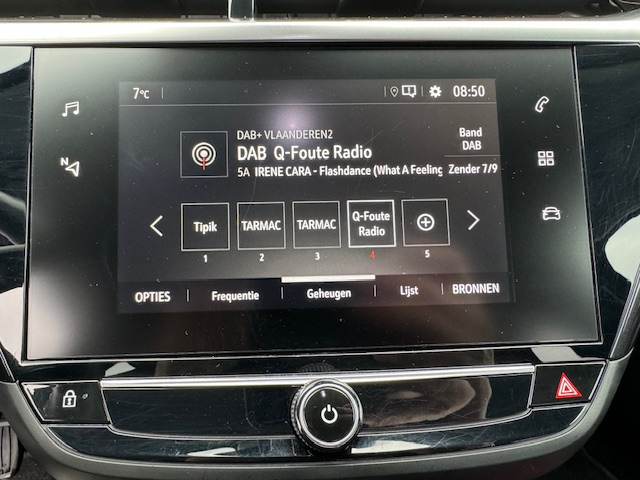 7°C
08:50
DAB+ VLAANDEREN2
DAB Q-Foute Radio
Band
DAB
5A IRENE CARA - Flashdance (What A Feeling
Zender 7/9
N
Tipik
TARMAC
TARMAC
Q-Foute
Radio
1 2 3 4 5
OPTIES Frequentie Geheugen Lijst BRONNEN